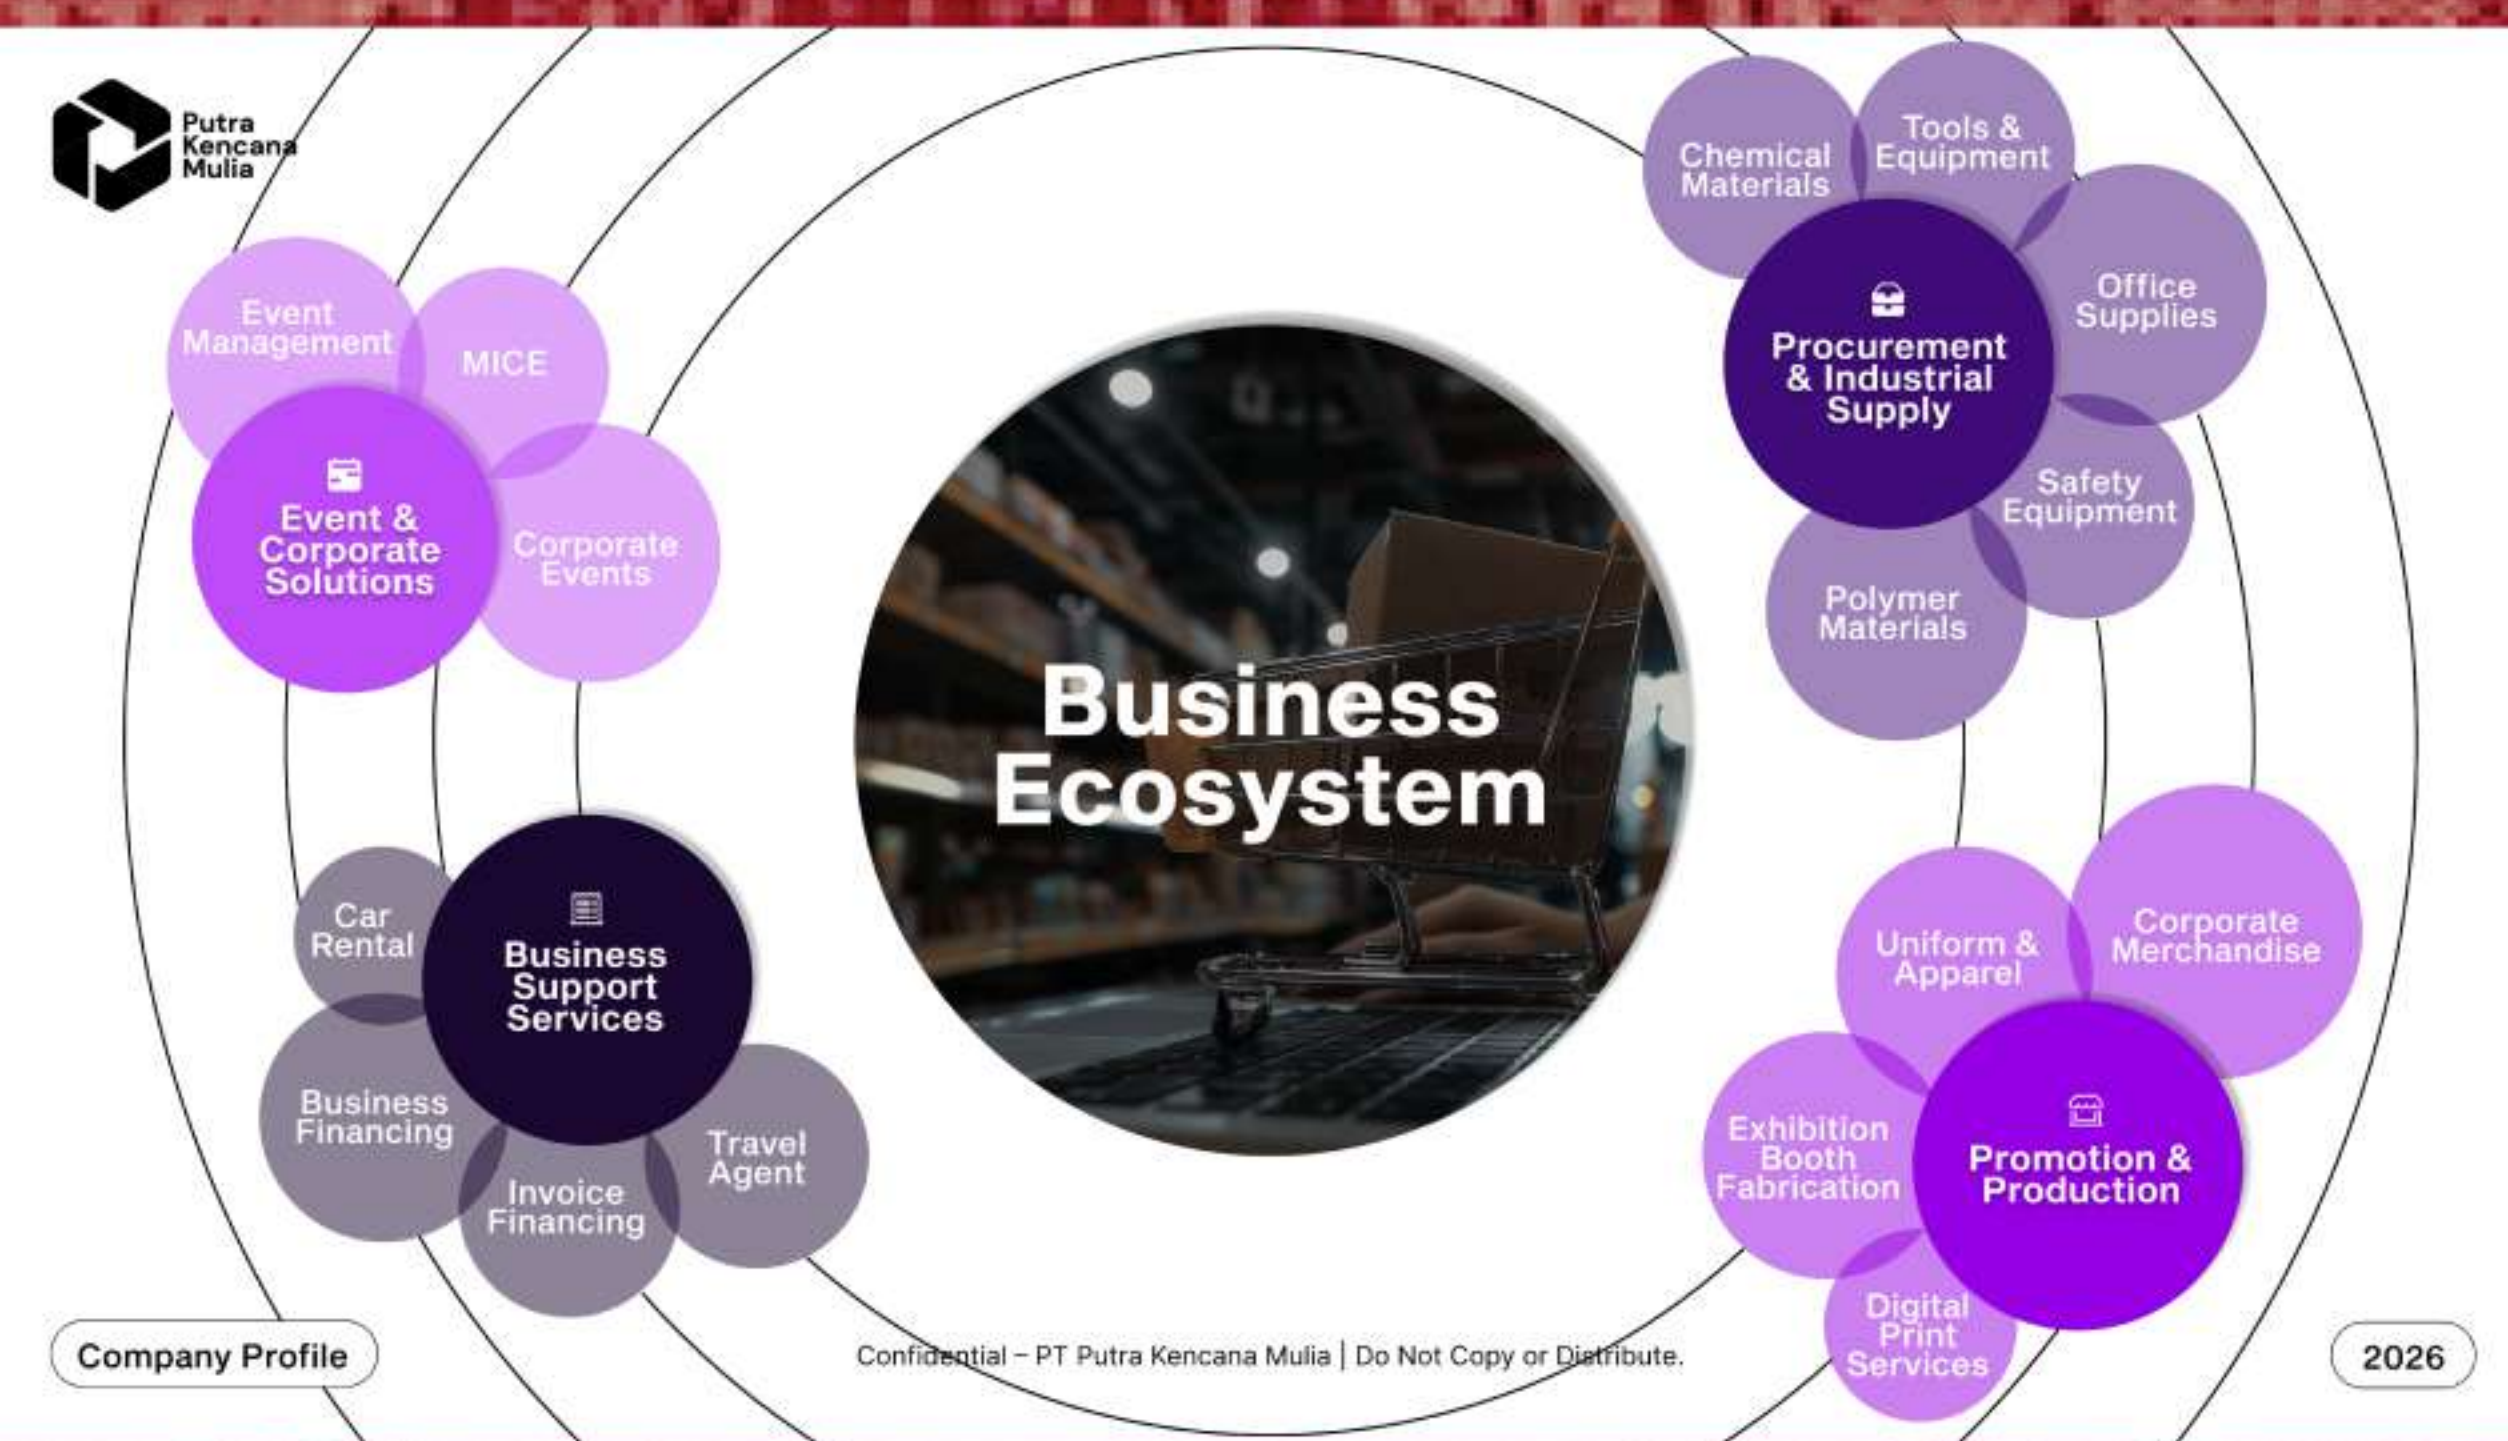 Putra
Kencana
Mulia
Event
Management
MICE
Corporate
Events
Event &
Corporate
Solutions
Chemical
Materials
Tools &
Equipment
Office
Supplies
Procurement
& Industrial
Supply
Safety
Equipment
Polymer
Materials
Business
Ecosystem
Car
Rental
Business
Support
Services
Business
Financing
Invoice
Financing
Travel
Agent
Uniform &
Apparel
Corporate
Merchandise
Exhibition
Booth
Fabrication
Promotion &
Production
Digital
Print
Services
Company Profile
Confidential – PT Putra Kencana Mulia | Do Not Copy or Distribute.
2026